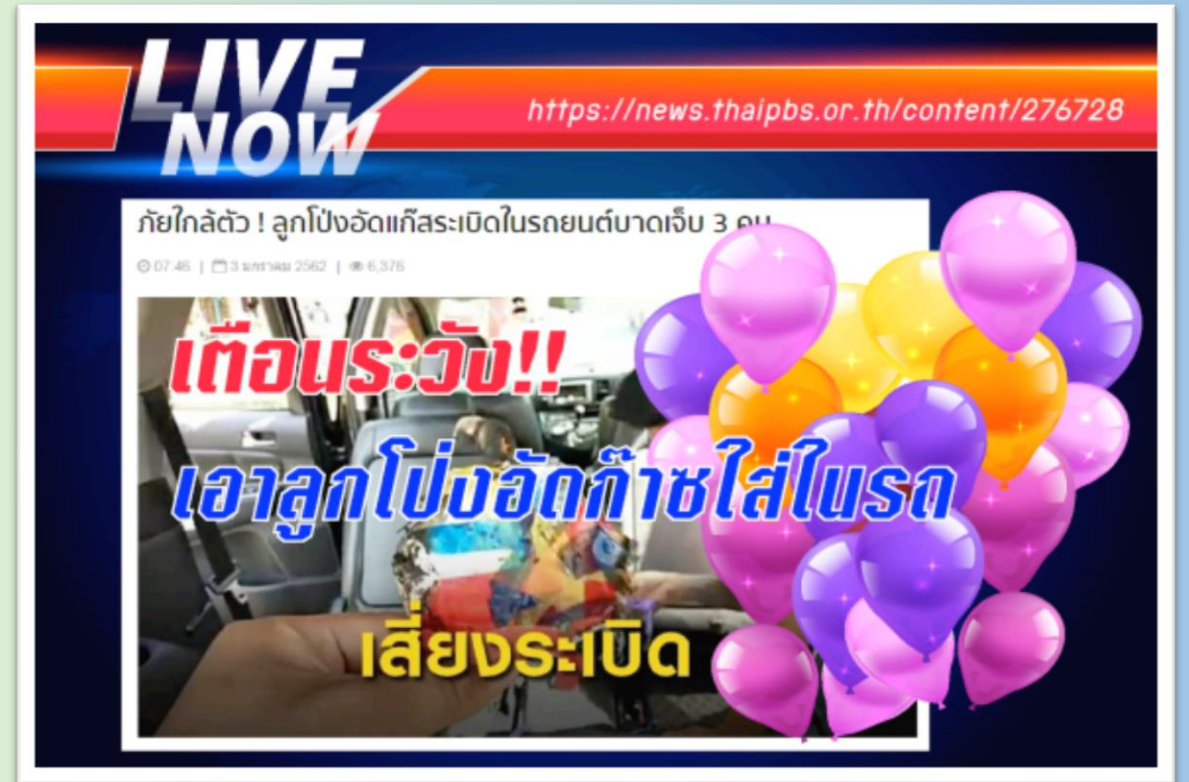 LIVE
NOW
https://news.thaipbs.or.th/content/276728
ภัยใกล้ตัว ! ลูกโป่งอัดแก๊สระเบิดในรถยนต์บาดเจ็บ 3 คน
07:46 | 3 มกราคม 2562 | 6,376
เตือนระวัง!!
เอาลูกโป่งอัดก๊าซใส่ในรถ
เสี่ยงระเบิด